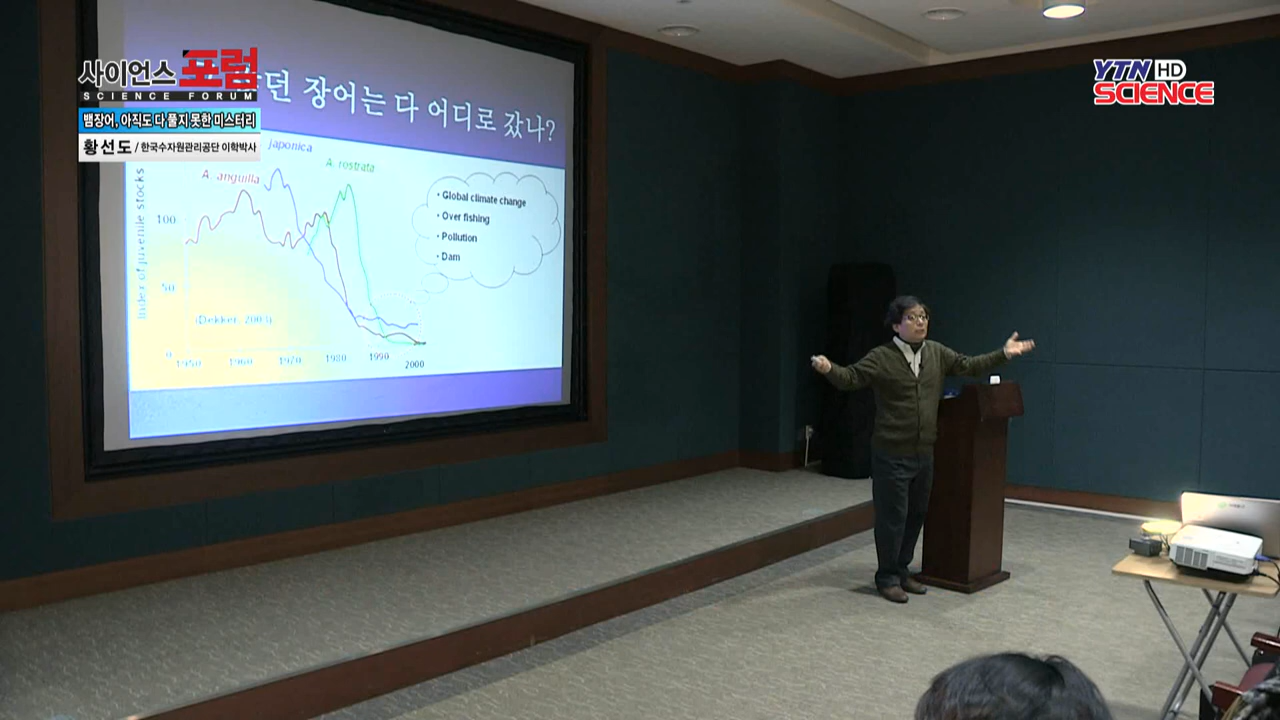 사이언스 포럼
SCIENCE FORUM
뱀장어, 아직도 다 풀지 못한 미스터리
황선도 / 한국수자원관리공단 이학박사
YTN HD
SCIENCE
던 장어는 다 어디로 갔나?
japonica
A. rostrata
A. anguilla
Index of juvenile stocks
100
50
0
(Dekker, 2003)
1950 1960 1970 1980 1990 2000
• Global climate change
• Over fishing
• Pollution
• Dam